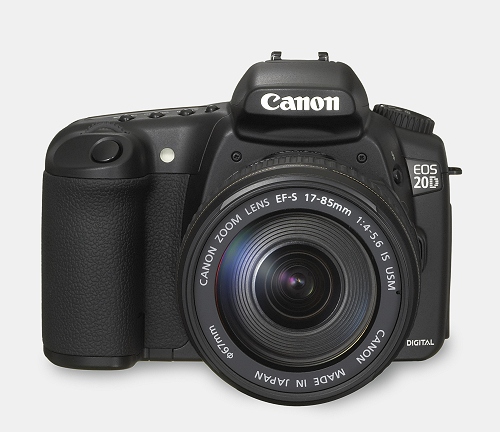 Canon
EOS
20D
CANON ZOOM LENS EF-S 17-85mm 1:4-5.6 IS USM
CANON MADE IN JAPAN
Φ67mm
DIGITAL